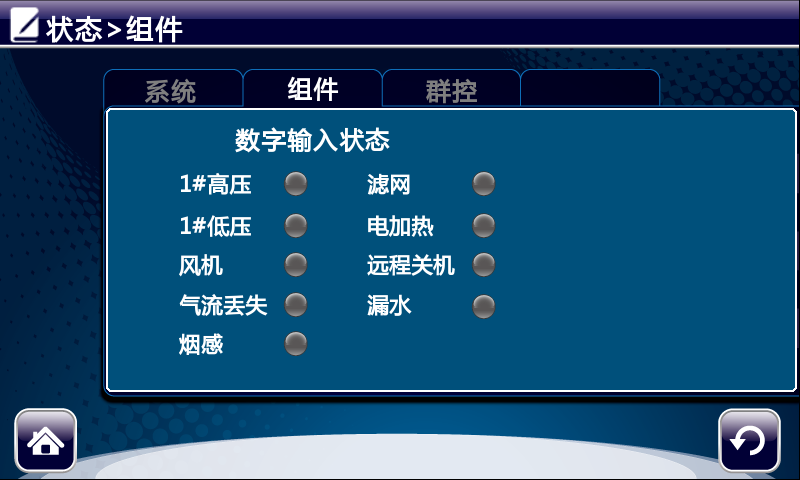 状态>组件
系统 组件 群控
数字输入状态
1#高压 滤网
1#低压 电加热
风机 远程关机
气流丢失 漏水
烟感